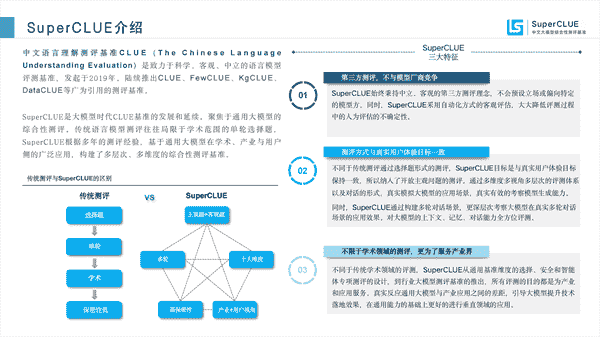 SuperCLUE介绍
SuperCLUE
中文大模型综合性测评基准
中文语言理解测评基准CLUE（The Chinese Language
Understanding Evaluation）是致力于科学、客观、中立的语言模型
评测基准，发起于2019年。陆续推出CLUE、FewCLUE、KgCLUE、
DataCLUE等广为引用的测评基准。
SuperCLUE是大模型时代CLUE基准的发展和延续。聚焦于通用大模型的
综合性测评。传统语言模型测评往往局限于学术范围的单轮选择题，
SuperCLUE根据多年的测评经验，基于通用大模型在学术、产业与用户
侧的广泛应用，构建了多层次、多维度的综合性测评基准。
传统测评与SuperCLUE的区别
传统测评
VS
SuperCLUE
选择题
单轮
学术
主观题+客观题
多轮
SuperCLUE
三大特征
01
第三方测评，不与模型厂商竞争
SuperCLUE始终秉持中立、客观的第三方测评理念，不会预设立场或偏向特定
的模型方。同时，SuperCLUE采用自动化方式的客观评估，大大降低评测过程
中的人为评估的不确定性。
02
测评方式与真实用户体验目标一致
不同于传统测评通过选择题形式的测评，SuperCLUE目标是与真实用户体验目标
保持一致，所以纳入了开放主观问题的测评。通过多维度多视角多层次的评测体系
以及对话的形式，真实模拟大模型的应用场景，真实有效的考察模型生成能力。
同时，SuperCLUE通过构建多轮对话场景，更深层次考察大模型在真实多轮对话
场景的应用效果，对大模型的上下文、记忆、对话能力全方位评测。
03
不限于学术领域的测评，更为了服务产业界
不同于传统学术领域的评测，SuperCLUE从通用基准维度的选择、安全和智能
体专项测评的设计，到行业大模型测评基准的推出，所有评测的目的都是为产业
和应用服务。真实反应通用大模型与产业应用之间的差距，引导大模型提升技术
落地效果，在通用能力的基础上更好的进行垂直领域的应用。